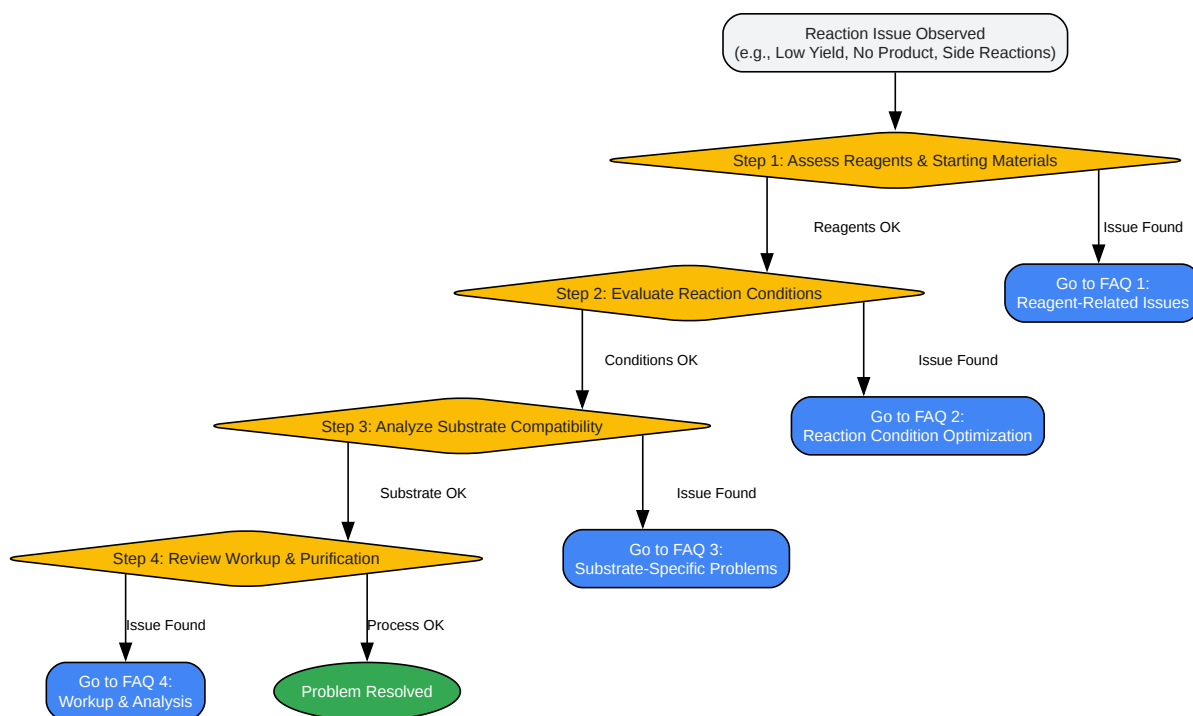 Reaction Issue Observed
(e.g., Low Yield, No Product, Side Reactions)
Step 1: Assess Reagents & Starting Materials
Reagents OK
Issue Found
Go to FAQ 1:
Reagent-Related Issues
Step 2: Evaluate Reaction Conditions
Conditions OK
Issue Found
Go to FAQ 2:
Reaction Condition Optimization
Step 3: Analyze Substrate Compatibility
Substrate OK
Issue Found
Go to FAQ 3:
Substrate-Specific Problems
Step 4: Review Workup & Purification
Issue Found
Process OK
Go to FAQ 4:
Workup & Analysis
Problem Resolved